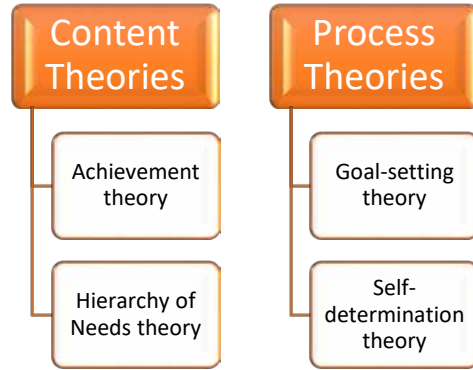 Content
Theories
Achievement
theory
Hierarchy of
Needs theory
Process
Theories
Goal-setting
theory
Self-
determination
theory